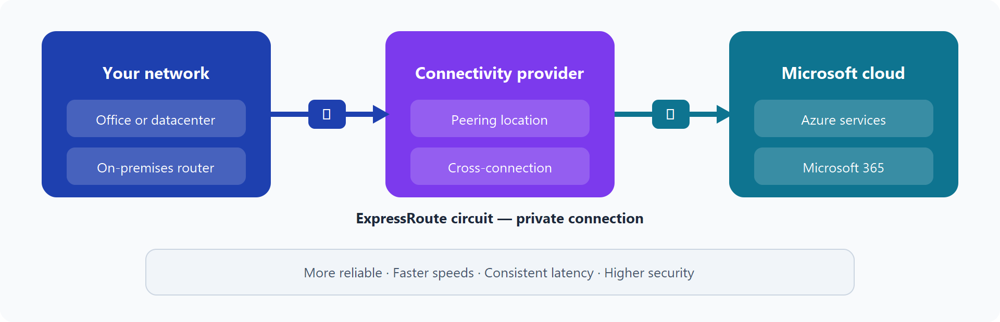 Your network
Office or datacenter
On-premises router
Connectivity provider
Peering location
Cross-connection
Microsoft cloud
Azure services
Microsoft 365
ExpressRoute circuit — private connection
More reliable · Faster speeds · Consistent latency · Higher security